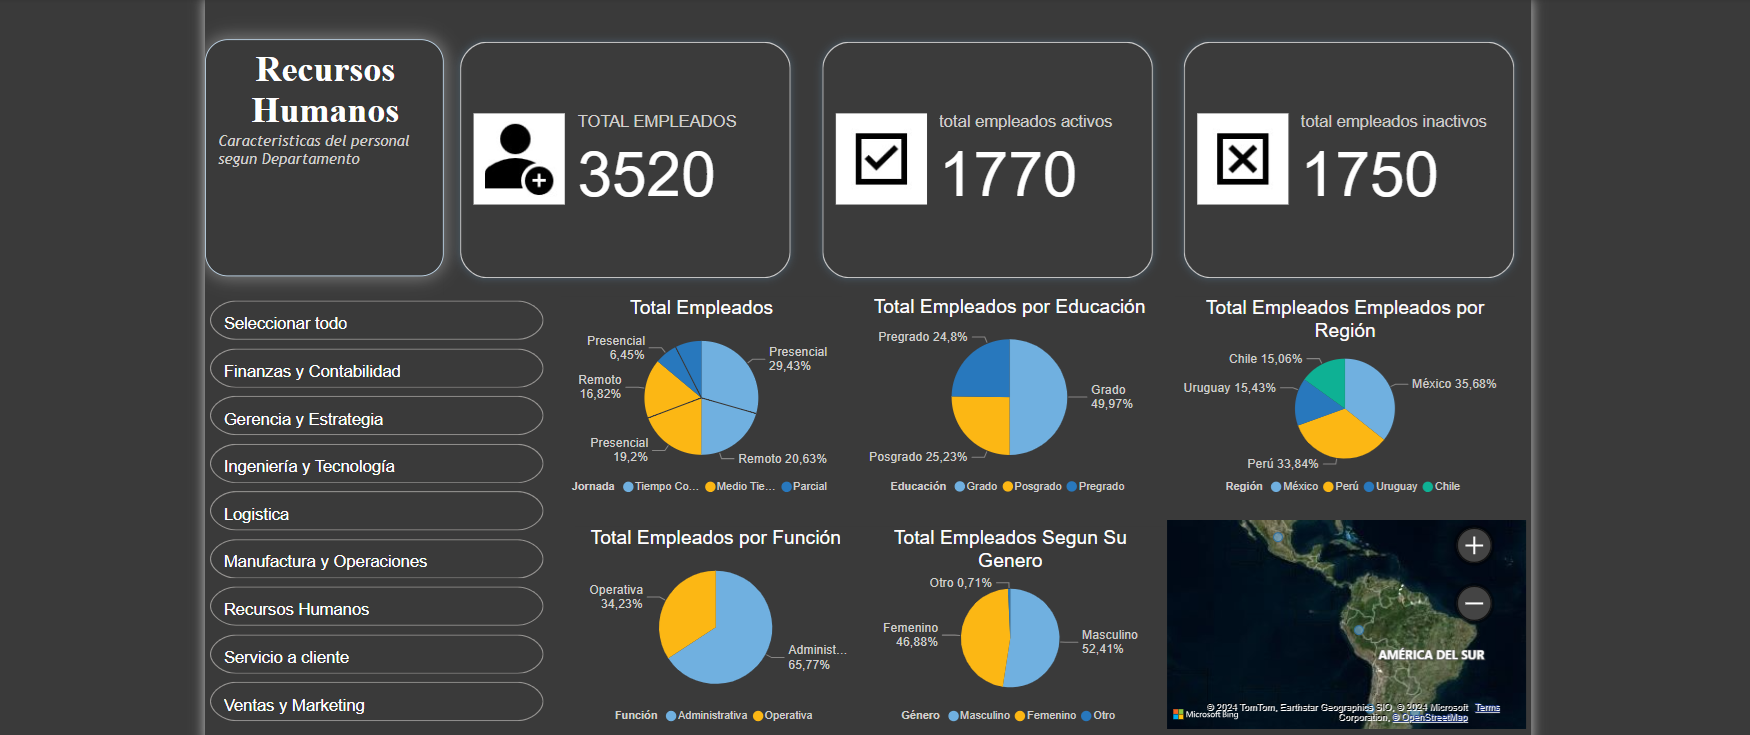 Recursos
Humanos
Caracteristicas del personal
segun Departamento
TOTAL EMPLEADOS
3520
total empleados activos
1770
total empleados inactivos
1750
Seleccionar todo
Finanzas y Contabilidad
Gerencia y Estrategia
Ingeniería y Tecnología
Logistica
Manufactura y Operaciones
Recursos Humanos
Servicio a cliente
Ventas y Marketing
Total Empleados
Presencial
6,45%
Presencial
29,43%
Remoto
16,82%
Presencial
19,2%
Remoto 20,63%
Jornada Tiempo Co... Medio Tie... Parcial
Total Empleados por Educación
Pregrado 24,8%
Grado
49,97%
Posgrado 25,23%
Educación Grado Posgrado Pregrado
Total Empleados Empleados por
Región
Chile 15,06%
México 35,68%
Uruguay 15,43%
Perú 33,84%
Región México Perú Uruguay Chile
Total Empleados por Función
Operativa
34,23%
Administ...
65,77%
Función Administrativa Operativa
Total Empleados Segun Su
Genero
Otro 0,71%
Femenino
46,88%
Masculino
52,41%
Género Masculino Femenino Otro
AMÉRICA DEL SUR
Microsoft Bing
© 2024 TomTom, Earthstar Geographics SIO, © 2024 Microsoft
Corporation, © OpenStreetMap
Terms